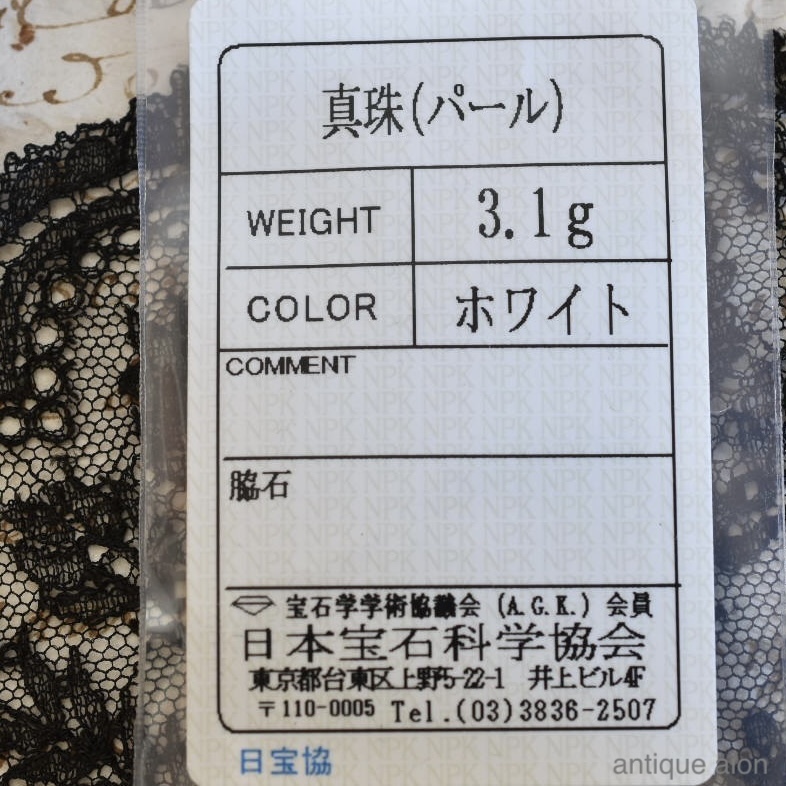 真珠(パール)
WEIGHT 3.1g
COLOR ホワイト
COMMENT
脇石
宝石学学術協議会 (A.G.K.) 会員
日本宝石科学協会
東京都台東区上野5-22-1 井上ビル4F
〒110-0005 Tel.(03)3836-2507
日宝協
antique aion